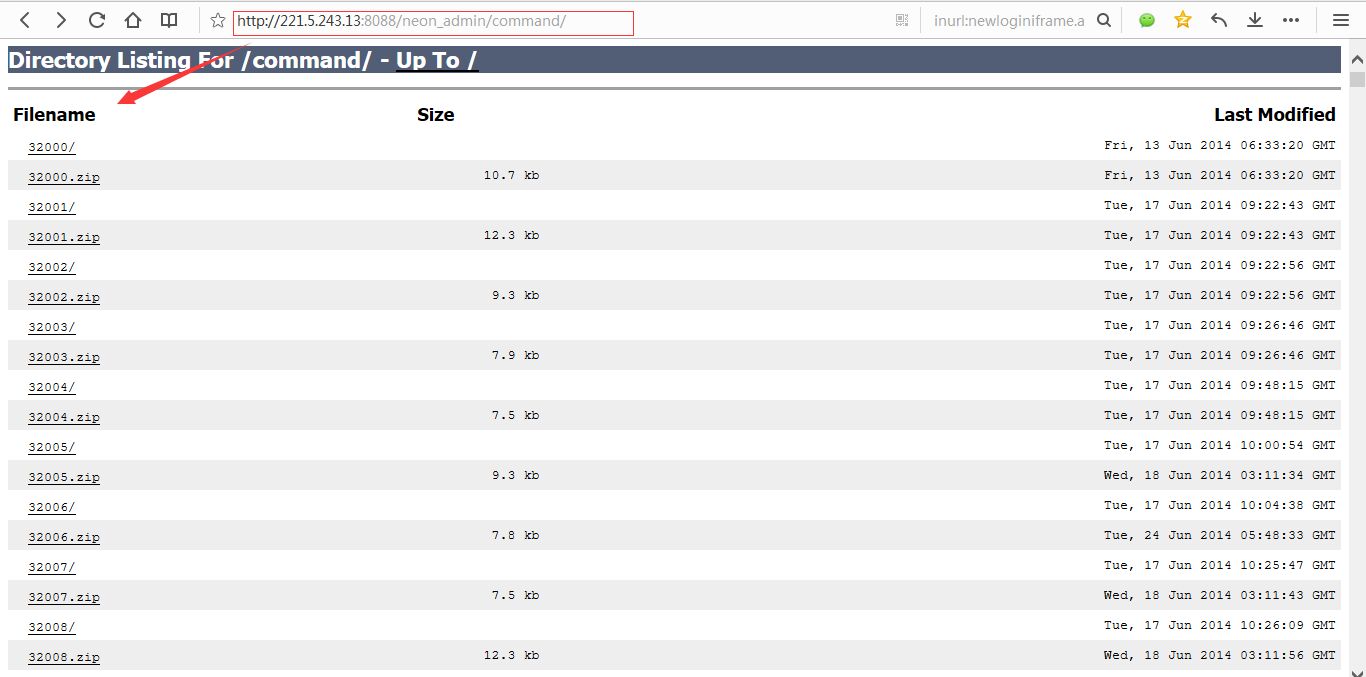 http://221.5.243.13:8088/neon_admin/command/ inurl:newloginiframe.a
Directory Listing For /command/ - Up To /
Filename Size Last Modified
32000/ Fri, 13 Jun 2014 06:33:20 GMT
32000.zip 10.7 kb Fri, 13 Jun 2014 06:33:20 GMT
32001/ Tue, 17 Jun 2014 09:22:43 GMT
32001.zip 12.3 kb Tue, 17 Jun 2014 09:22:43 GMT
32002/ Tue, 17 Jun 2014 09:22:56 GMT
32002.zip 9.3 kb Tue, 17 Jun 2014 09:22:56 GMT
32003/ Tue, 17 Jun 2014 09:26:46 GMT
32003.zip 7.9 kb Tue, 17 Jun 2014 09:26:46 GMT
32004/ Tue, 17 Jun 2014 09:48:15 GMT
32004.zip 7.5 kb Tue, 17 Jun 2014 09:48:15 GMT
32005/ Tue, 17 Jun 2014 10:00:54 GMT
32005.zip 9.3 kb Wed, 18 Jun 2014 03:11:34 GMT
32006/ Tue, 17 Jun 2014 10:04:38 GMT
32006.zip 7.8 kb Tue, 24 Jun 2014 05:48:33 GMT
32007/ Tue, 17 Jun 2014 10:25:47 GMT
32007.zip 7.5 kb Wed, 18 Jun 2014 03:11:43 GMT
32008/ Tue, 17 Jun 2014 10:26:09 GMT
32008.zip 12.3 kb Wed, 18 Jun 2014 03:11:56 GMT